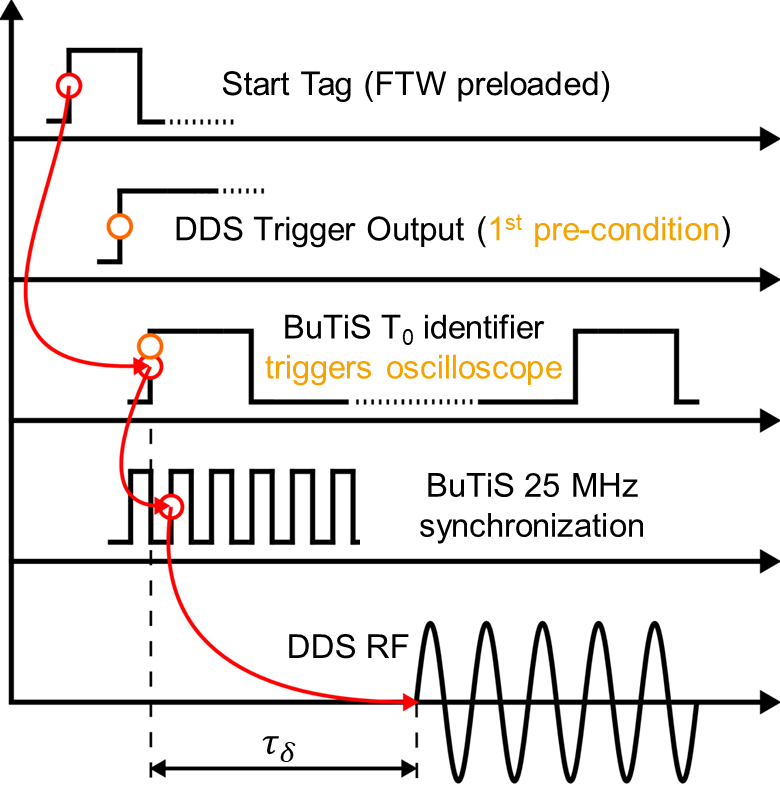 Start Tag (FTW preloaded)
DDS Trigger Output (1st pre-condition)
BuTiS T0 identifier
triggers oscilloscope
BuTiS 25 MHz
synchronization
DDS RF
τδ